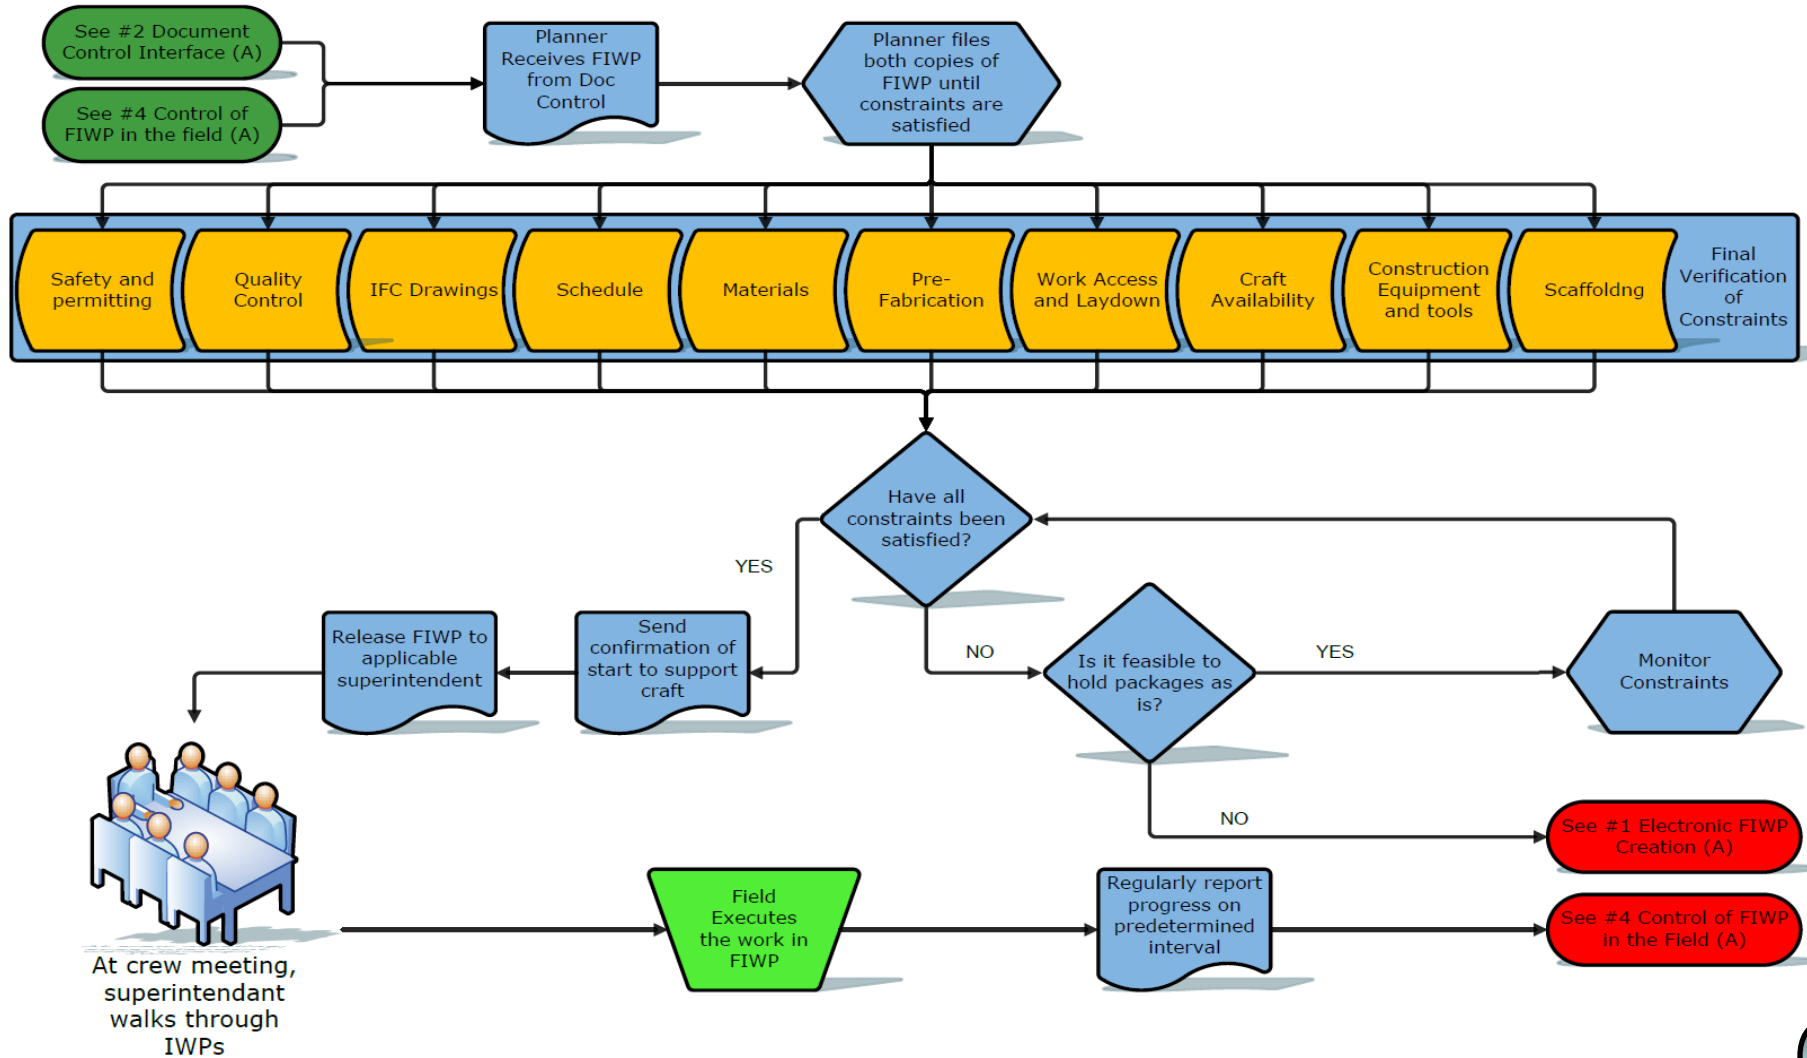 See #2 Document
Control Interface (A)
See #4 Control of
FIWP in the field (A)
Planner
Receives FIWP
from Doc
Control
Planner files
both copies of
FIWP until
constraints are
satisfied
Safety and
permitting
Quality
Control
IFC Drawings
Schedule
Materials
Pre-
Fabrication
Work Access
and Laydown
Craft
Availability
Construction
Equipment
and tools
Scaffoldng
Final
Verification
of
Constraints
Have all
constraints been
satisfied?
YES
NO
Send
confirmation of
start to support
craft
Release FIWP to
applicable
superintendent
Is it feasible to
hold packages as
is?
YES
Monitor
Constraints
NO
See #1 Electronic FIWP
Creation (A)
At crew meeting,
superintendant
walks through
IWPs
Field
Executes
the work in
FIWP
Regularly report
progress on
predetermined
interval
See #4 Control of FIWP
in the Field (A)